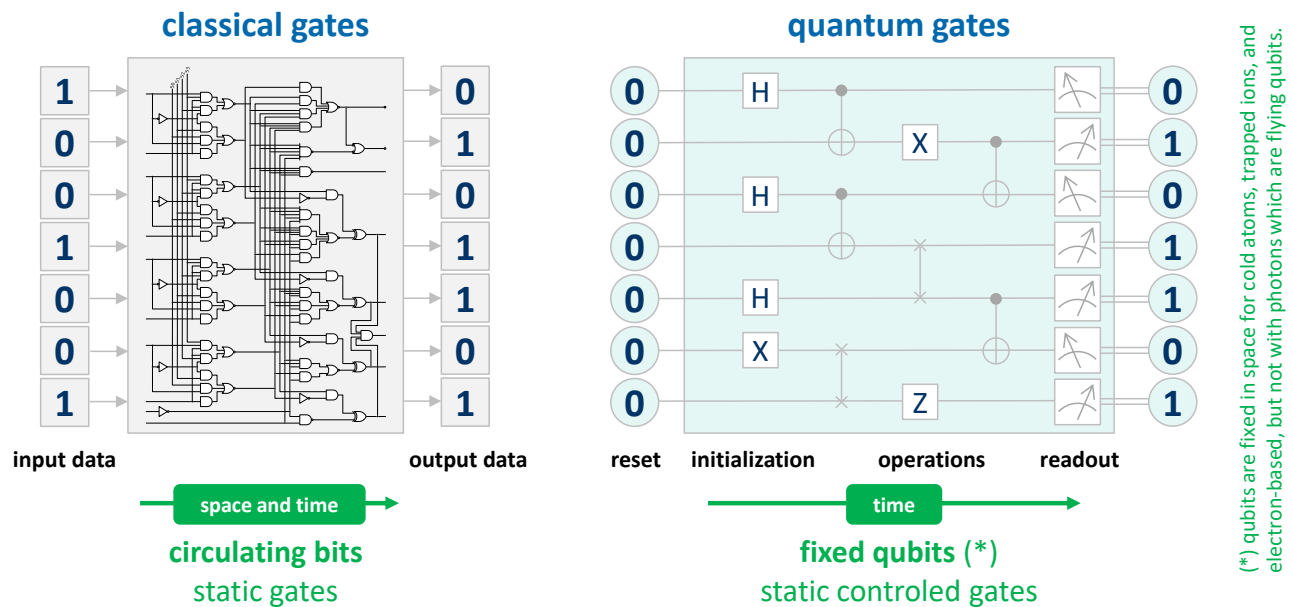 classical gates
quantum gates
1
0
0
1
0
0
1
0
1
0
1
1
0
1
0
0
0
0
0
0
0
H
H
H
X
X
Z
0
1
0
1
1
0
1
input data
output data
reset
initialization
operations
readout
space and time
time
circulating bits
static gates
fixed qubits (*)
static controled gates
(*) qubits are fixed in space for cold atoms, trapped ions, and
electron-based, but not with photons which are flying qubits.